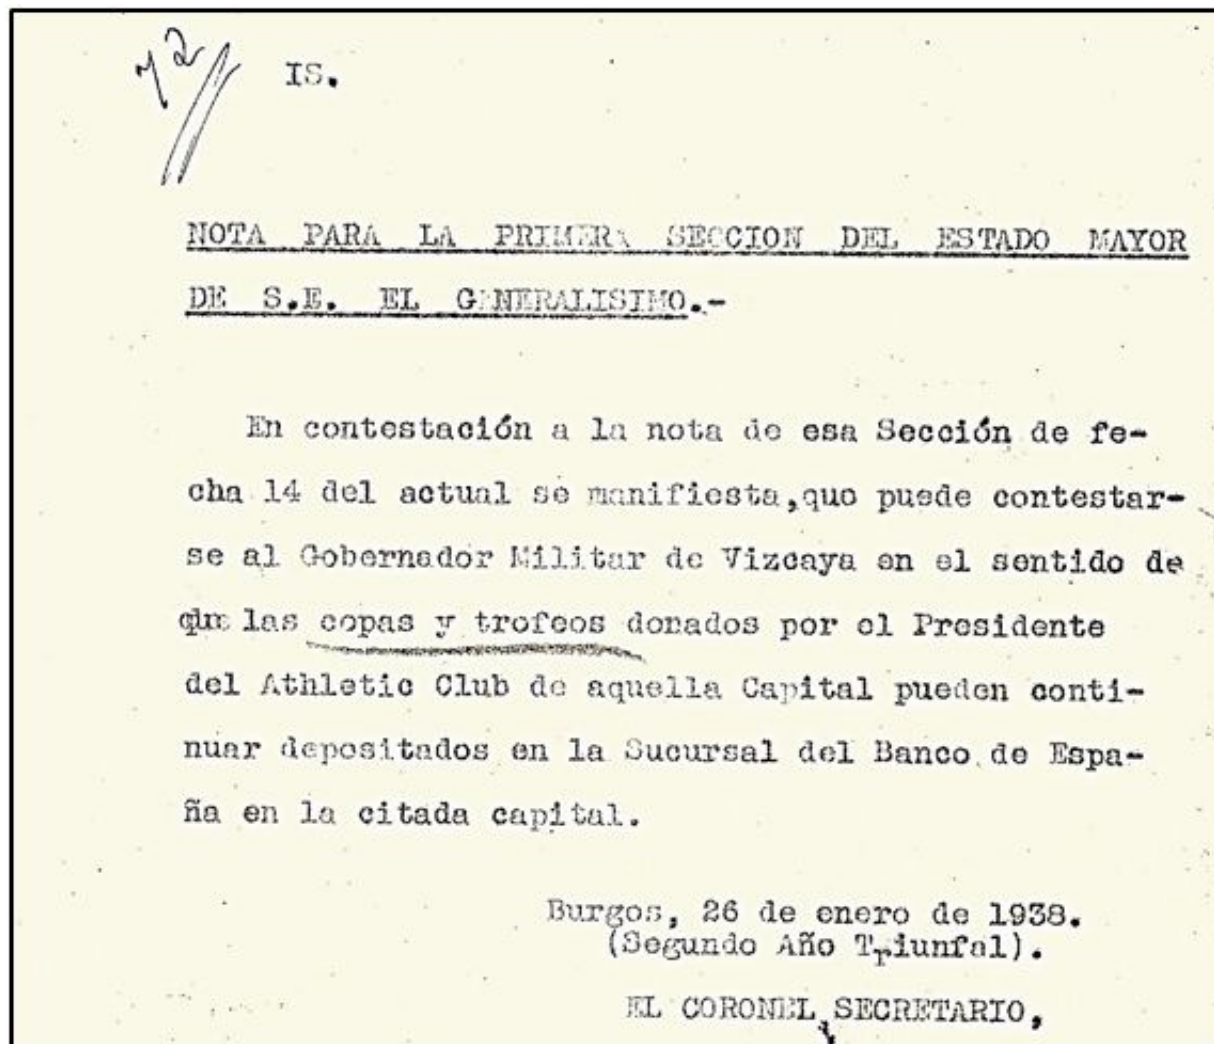 72
IS.
NOTA PARA LA PRIMERA SECCION DEL ESTADO MAYOR
DE S.E. EL GENERALISIMO.-
En contestación a la nota de esa Sección de fe-
cha 14 del actual se manifiesta,que puede contestar-
se al Gobernador Militar de Vizcaya en el sentido de
que las copas y trofeos donados por el Presidente
del Athletic Club de aquella Capital pueden conti-
nuar depositados en la Sucursal del Banco de Espa-
ña en la citada capital.
Burgos, 26 de enero de 1938.
(Segundo Año Triunfal).
EL CORONEL SECRETARIO,